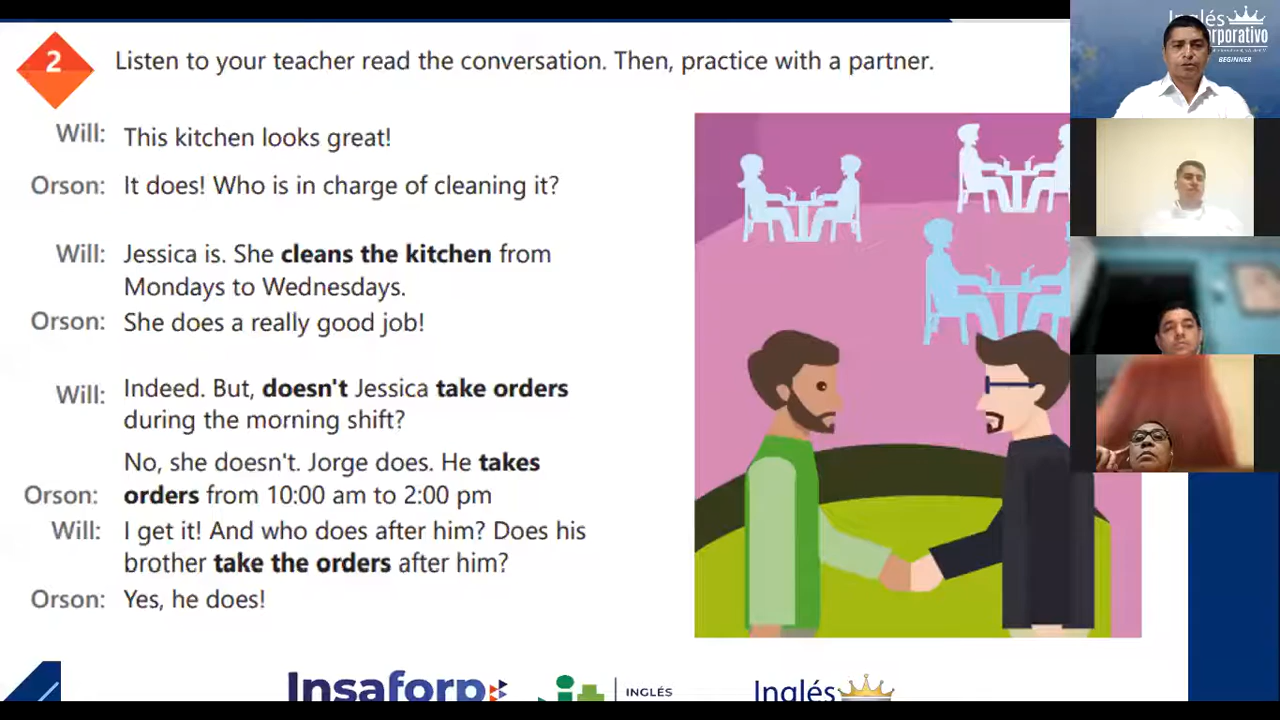 2
Listen to your teacher read the conversation. Then, practice with a partner.
Will: This kitchen looks great!
Orson: It does! Who is in charge of cleaning it?
Will: Jessica is. She cleans the kitchen from
Mondays to Wednesdays.
Orson: She does a really good job!
Will: Indeed. But, doesn't Jessica take orders
during the morning shift?
No, she doesn't. Jorge does. He takes
Orson: orders from 10:00 am to 2:00 pm
Will: I get it! And who does after him? Does his
brother take the orders after him?
Orson: Yes, he does!
Insaforp
INGLÉS
Inglés
Inglés
orporativo
BEGINNER